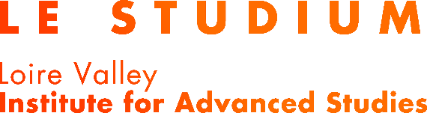 LE STUDIUM
Loire Valley
Institute for Advanced Studies